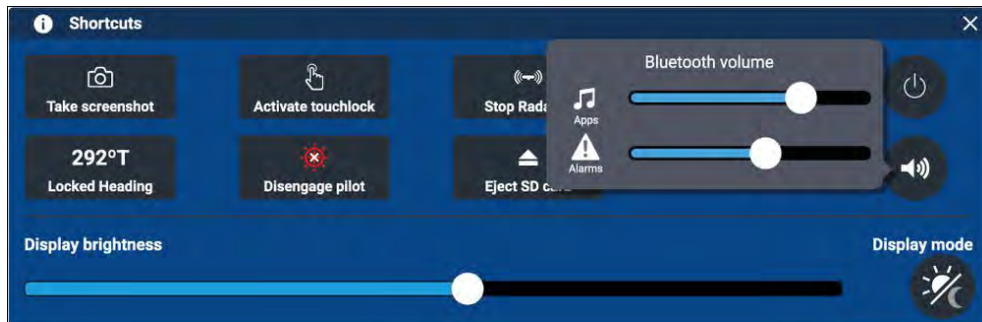 Shortcuts
Bluetooth volume
Take screenshot
Activate touchlock
Stop
Apps
292°T
Locked Heading
Disengage pilot
Eject SD
Alarms
Display brightness
Display mode